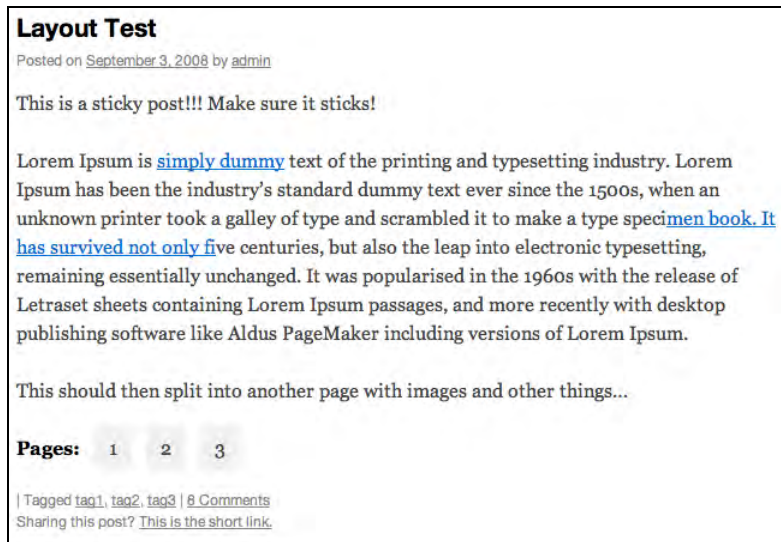 Layout Test
Posted on September 3, 2008 by admin
This is a sticky post!!! Make sure it sticks!
Lorem Ipsum is simply dummy text of the printing and typesetting industry. Lorem
Ipsum has been the industry's standard dummy text ever since the 1500s, when an
unknown printer took a galley of type and scrambled it to make a type specimen book. It
has survived not only five centuries, but also the leap into electronic typesetting,
remaining essentially unchanged. It was popularised in the 1960s with the release of
Letraset sheets containing Lorem Ipsum passages, and more recently with desktop
publishing software like Aldus PageMaker including versions of Lorem Ipsum.
This should then split into another page with images and other things...
Pages: 1 2 3
| Tagged tag1, tag2, tag3 | 6 Comments
Sharing this post? This is the short link.